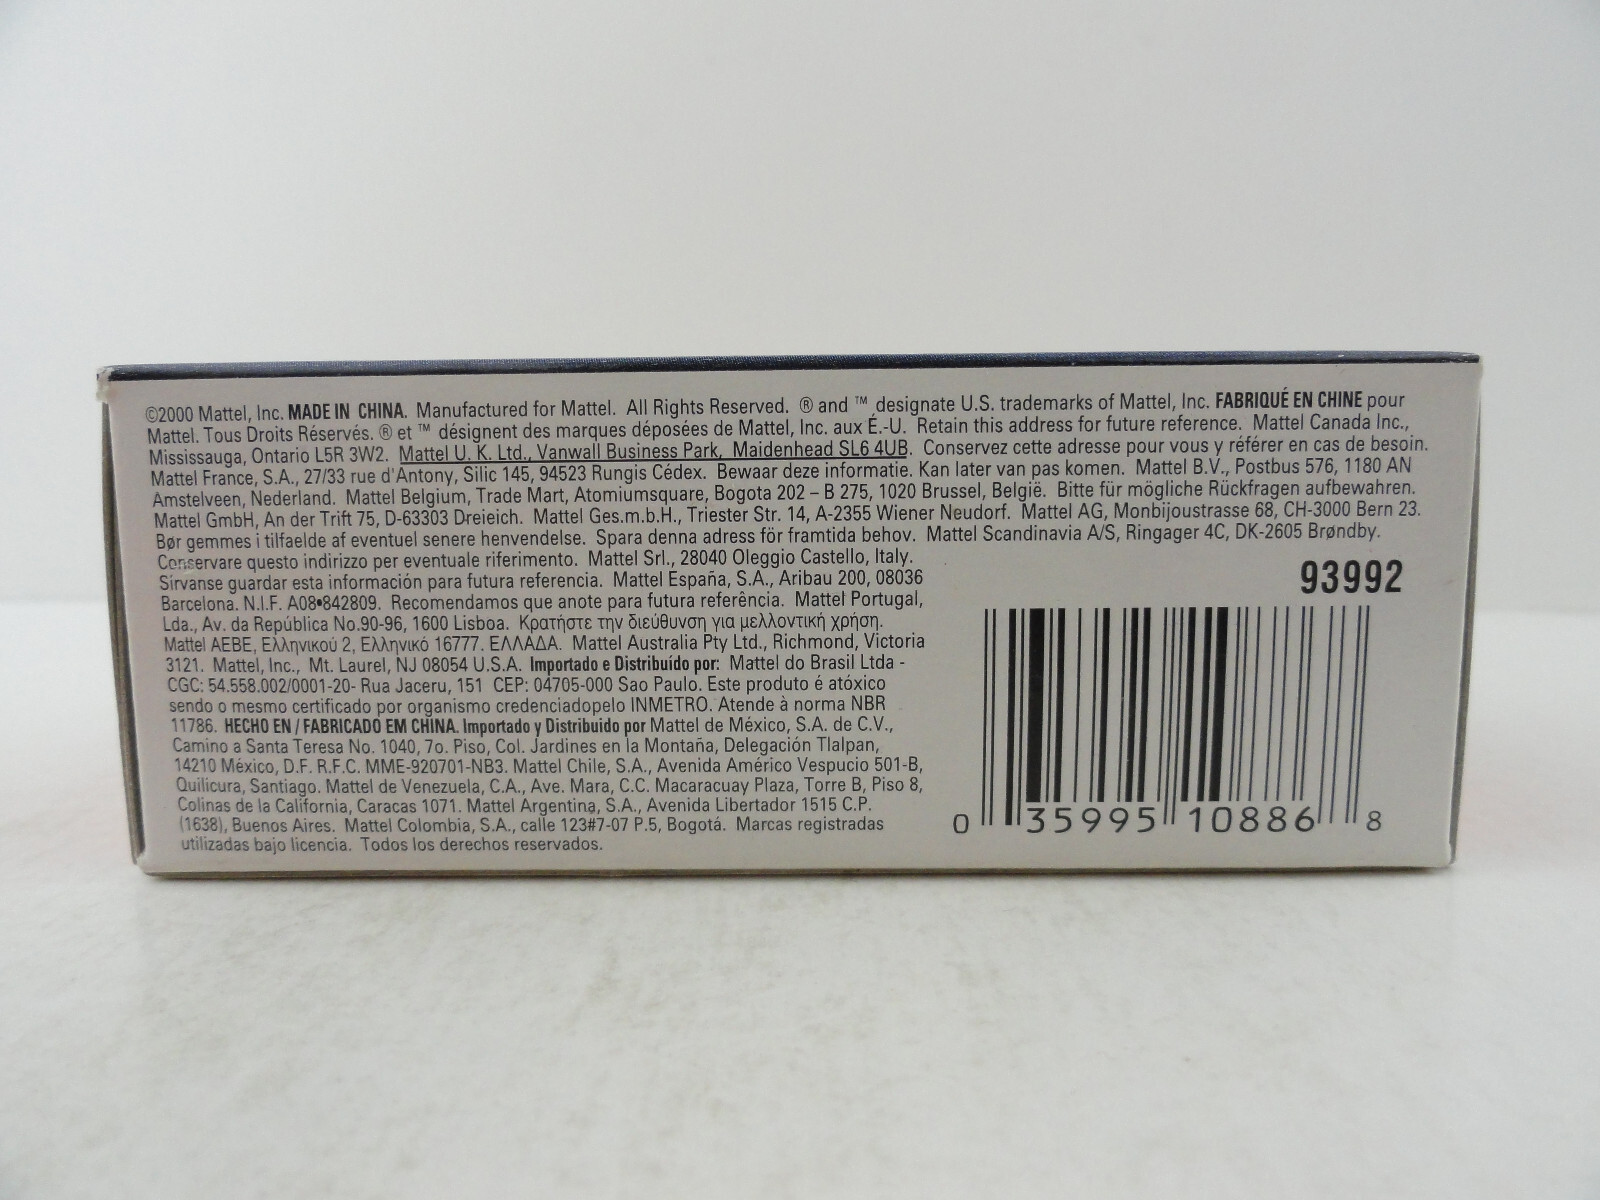 ©2000 Mattel, Inc. MADE IN CHINA. Manufactured for Mattel. All Rights Reserved. ® and ™ designate U.S. trademarks of Mattel, Inc. FABRIQUÉ EN CHINE pour
Mattel. Tous Droits Réservés. ® et ™ désignent des marques déposées de Mattel, Inc. aux É.-U. Retain this address for future reference. Mattel Canada Inc.,
Mississauga, Ontario L5R 3W2. Mattel U. K. Ltd., Vanwall Business Park, Maidenhead SL6 4UB. Conservez cette adresse pour vous y référer en cas de besoin.
Mattel France, S.A., 27/33 rue d'Antony, Silic 145, 94523 Rungis Cédex. Bewaar deze informatie. Kan later van pas komen. Mattel B.V., Postbus 576, 1180 AN
Amstelveen, Nederland. Mattel Belgium, Trade Mart, Atomiumsquare, Bogota 202 – B 275, 1020 Brussel, België. Bitte für mögliche Rückfragen aufbewahren.
Mattel GmbH, An der Trift 75, D-63303 Dreieich. Mattel Ges.m.b.H., Triester Str. 14, A-2355 Wiener Neudorf. Mattel AG, Monbijoustrasse 68, CH-3000 Bern 23.
Bør gemmes i tilfaelde af eventuel senere henvendelse. Spara denna adress för framtida behov. Mattel Scandinavia A/S, Ringager 4C, DK-2605 Brøndby.
Conservare questo indirizzo per eventuale riferimento. Mattel Srl., 28040 Oleggio Castello, Italy.
Sírvanse guardar esta información para futura referencia. Mattel España, S.A., Aribau 200, 08036
Barcelona. N.I.F. A08•842809. Recomendamos que anote para futura referência. Mattel Portugal,
Lda., Av. da República No.90-96, 1600 Lisboa. Κρατήστε την διεύθυνση για μελλοντική χρήση.
Mattel AEBE, Ελληνικού 2, Ελληνικό 16777. ΕΛΛΑΔΑ. Mattel Australia Pty Ltd., Richmond, Victoria
3121. Mattel, Inc., Mt. Laurel, NJ 08054 U.S.A. Importado e Distribuído por: Mattel do Brasil Ltda -
CGC: 54.558.002/0001-20- Rua Jaceru, 151 CEP: 04705-000 Sao Paulo. Este produto é atóxico
sendo o mesmo certificado por organismo credenciadopelo INMETRO. Atende à norma NBR
11786. HECHO EN / FABRICADO EM CHINA. Importado y Distribuido por Mattel de México, S.A. de C.V.,
Camino a Santa Teresa No. 1040, 7o. Piso, Col. Jardines en la Montaña, Delegación Tlalpan,
14210 México, D.F. R.F.C. MME-920701-NB3. Mattel Chile, S.A., Avenida Américo Vespucio 501-B,
Quilicura, Santiago. Mattel de Venezuela, C.A., Ave. Mara, C.C. Macaracuay Plaza, Torre B, Piso 8,
Colinas de la California, Caracas 1071. Mattel Argentina, S.A., Avenida Libertador 1515 C.P.
(1638), Buenos Aires. Mattel Colombia, S.A., calle 123#7-07 P.5, Bogotá. Marcas registradas
utilizadas bajo licencia. Todos los derechos reservados.
93992
0 35995 10886 8